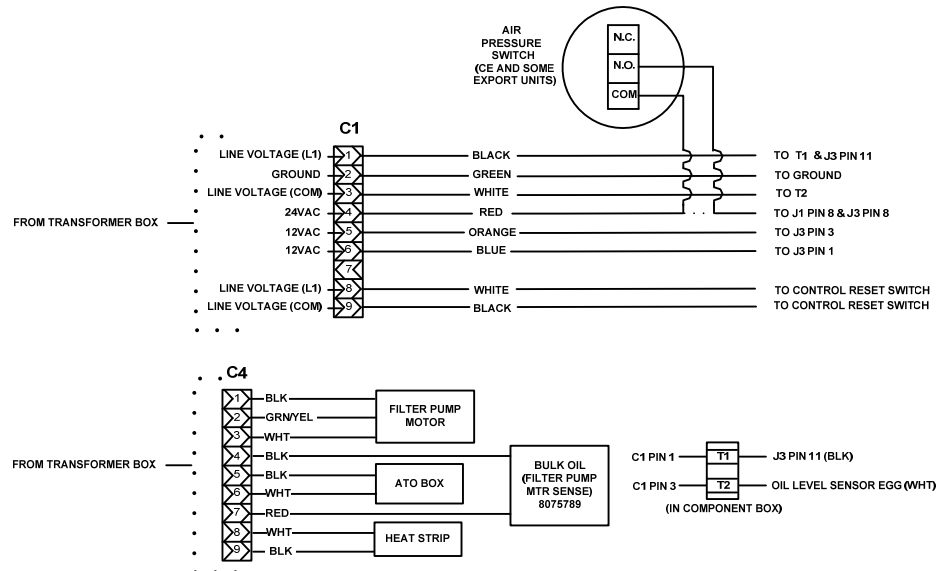 AIR
PRESSURE
SWITCH
(CE AND SOME
EXPORT UNITS)
N.C.
N.O.
COM
C1
LINE VOLTAGE (L1) 1 BLACK TO T1 & J3 PIN 11
GROUND 2 GREEN TO GROUND
LINE VOLTAGE (COM) 3 WHITE TO T2
24VAC 4 RED TO J1 PIN 8 & J3 PIN 8
FROM TRANSFORMER BOX
12VAC 5 ORANGE TO J3 PIN 3
12VAC 6 BLUE TO J3 PIN 1
7
LINE VOLTAGE (L1) 8 WHITE TO CONTROL RESET SWITCH
LINE VOLTAGE (COM) 9 BLACK TO CONTROL RESET SWITCH
C4
1 BLK
2 GRN/YEL
3 WHT
FILTER PUMP
MOTOR
4 BLK
FROM TRANSFORMER BOX
5 BLK
6 WHT
ATO BOX
7 RED
BULK OIL
(FILTER PUMP
MTR SENSE)
8075789
8 WHT
9 BLK
HEAT STRIP
C1 PIN 1 T1 J3 PIN 11 (BLK)
C1 PIN 3 T2 OIL LEVEL SENSOR EGG (WHT)
(IN COMPONENT BOX)